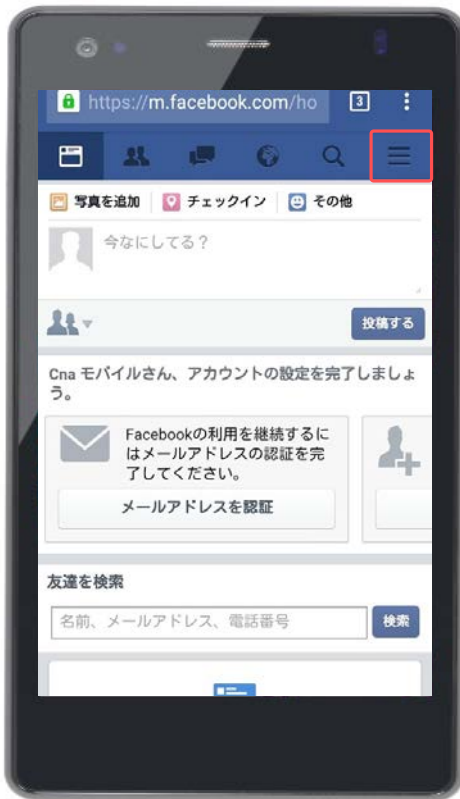 https://m.facebook.com/ho 3
写真を追加 チェックイン その他
今なにしてる？
投稿する
Cna モバイルさん、アカウントの設定を完了しましょ
う。
Facebookの利用を継続するに
はメールアドレスの認証を完
了してください。
メールアドレスを認証
友達を検索
名前、メールアドレス、電話番号 検索